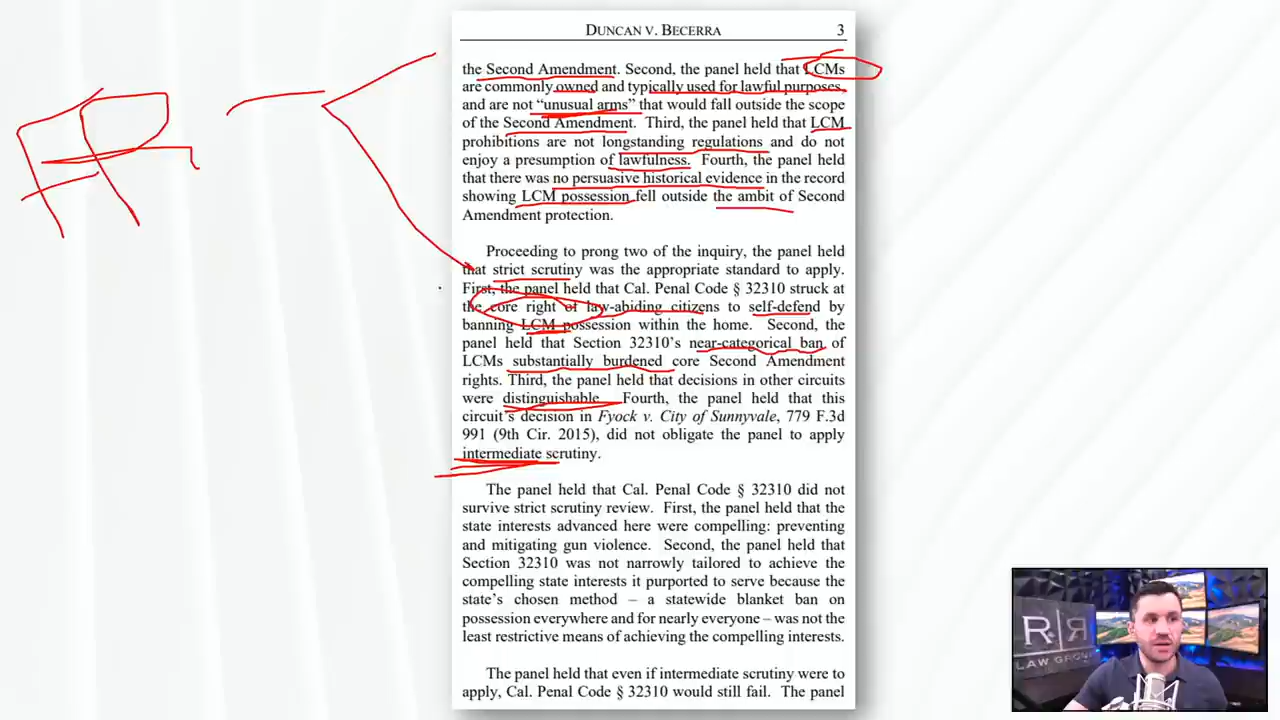 DUNCAN V. BECERRA 3
the Second Amendment. Second, the panel held that LCMs
are commonly owned and typically used for lawful purposes,
and are not “unusual arms” that would fall outside the scope
of the Second Amendment. Third, the panel held that LCM
prohibitions are not longstanding regulations and do not
enjoy a presumption of lawfulness. Fourth, the panel held
that there was no persuasive historical evidence in the record
showing LCM possession fell outside the ambit of Second
Amendment protection.
Proceeding to prong two of the inquiry, the panel held
that strict scrutiny was the appropriate standard to apply.
First, the panel held that Cal. Penal Code § 32310 struck at
the core right of law-abiding citizens to self-defend by
banning LCM possession within the home. Second, the
panel held that Section 32310’s near-categorical ban of
LCMs substantially burdened core Second Amendment
rights. Third, the panel held that decisions in other circuits
were distinguishable. Fourth, the panel held that this
circuit’s decision in Fyock v. City of Sunnyvale, 779 F.3d
991 (9th Cir. 2015), did not obligate the panel to apply
intermediate scrutiny.
The panel held that Cal. Penal Code § 32310 did not
survive strict scrutiny review. First, the panel held that the
state interests advanced here were compelling: preventing
and mitigating gun violence. Second, the panel held that
Section 32310 was not narrowly tailored to achieve the
compelling state interests it purported to serve because the
state’s chosen method – a statewide blanket ban on
possession everywhere and for nearly everyone – was not the
least restrictive means of achieving the compelling interests.
The panel held that even if intermediate scrutiny were to
apply, Cal. Penal Code § 32310 would still fail. The panel
FR
R R
LAW GROUP